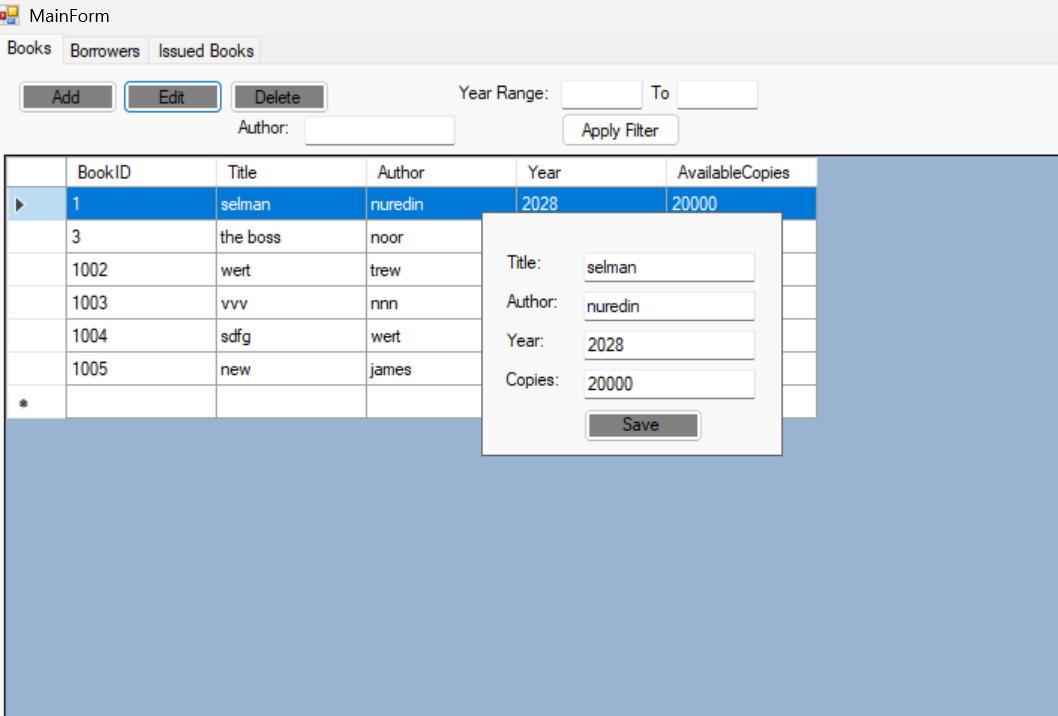 MainForm
Books Borrowers Issued Books
Add Edit Delete Year Range: To
Author: Apply Filter
BookID Title Author Year AvailableCopies
1 selman nuredin 2028 20000
3 the boss noor
1002 wert trew
1003 vvv nnn
1004 sdfg wert
1005 new james
Title: selman
Author: nuredin
Year: 2028
Copies: 20000
Save